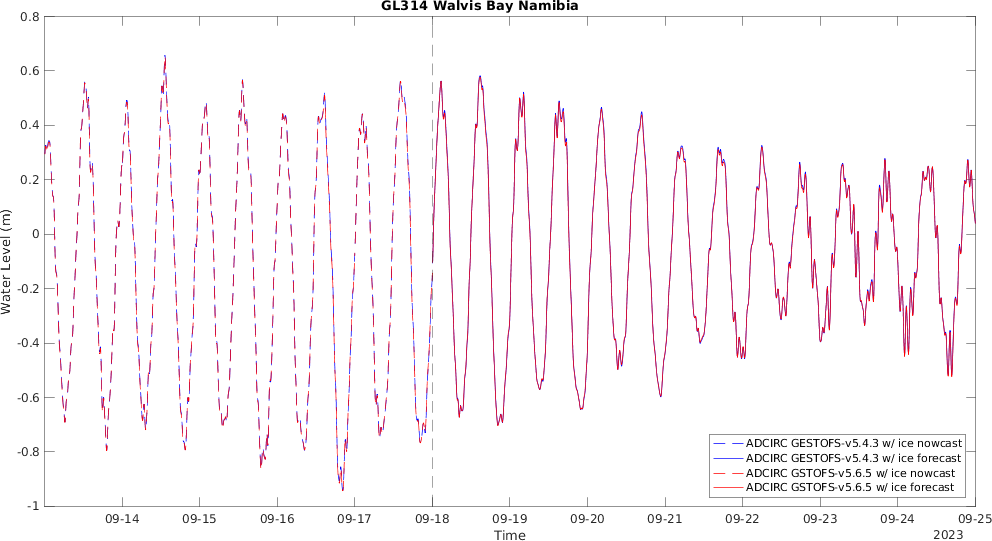 GL314 Walvis Bay Namibia
0.8
0.6
0.4
0.2
0
-0.2
-0.4
-0.6
-0.8
-1
Water Level (m)
ADCIRC GESTOFS-v5.4.3 w/ ice nowcast
ADCIRC GESTOFS-v5.4.3 w/ ice forecast
ADCIRC GSTOFS-v5.6.5 w/ ice nowcast
ADCIRC GSTOFS-v5.6.5 w/ ice forecast
09-14 09-15 09-16 09-17 09-18 09-19 09-20 09-21 09-22 09-23 09-24 09-25
Time
2023